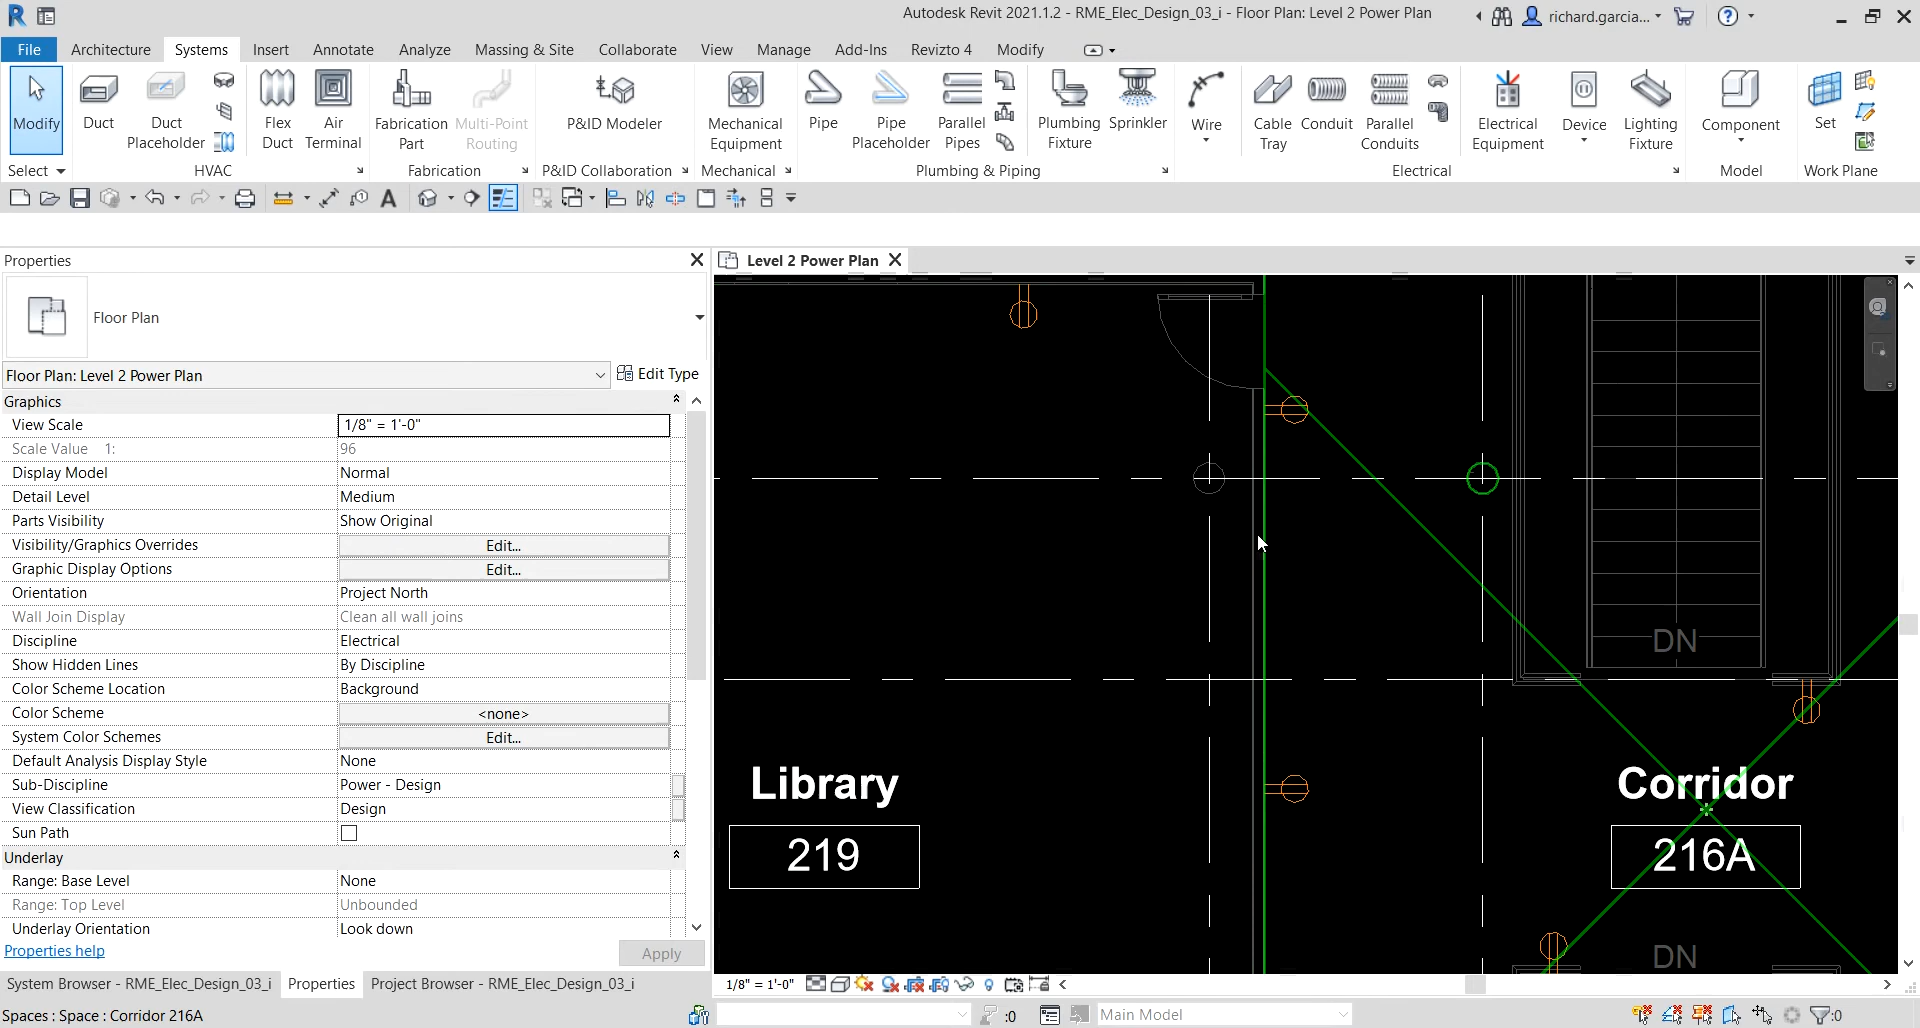 Autodesk Revit 2021.1.2 - RME_Elec_Design_03_i - Floor Plan: Level 2 Power Plan
richard.garcia...
File Architecture Systems Insert Annotate Analyze Massing & Site Collaborate View Manage Add-Ins Revizto 4 Modify
Modify
Duct
Duct Placeholder
Flex Duct
Air Terminal
Fabrication Part
Multi-Point Routing
P&ID Modeler
Mechanical Equipment
Pipe
Pipe Placeholder
Parallel Pipes
Plumbing Fixture
Sprinkler
Wire
Cable Tray
Conduit
Parallel Conduits
Electrical Equipment
Device
Lighting Fixture
Component
Set
Select HVAC Fabrication P&ID Collaboration Mechanical Plumbing & Piping Electrical Model Work Plane
Properties
Level 2 Power Plan
Floor Plan
Floor Plan: Level 2 Power Plan
Edit Type
Graphics
View Scale 1/8" = 1'-0"
Scale Value 1: 96
Display Model Normal
Detail Level Medium
Parts Visibility Show Original
Visibility/Graphics Overrides Edit...
Graphic Display Options Edit...
Orientation Project North
Wall Join Display Clean all wall joins
Discipline Electrical
Show Hidden Lines By Discipline
Color Scheme Location Background
Color Scheme <none>
System Color Schemes Edit...
Default Analysis Display Style None
Sub-Discipline Power - Design
View Classification Design
Sun Path
Underlay
Range: Base Level None
Range: Top Level Unbounded
Underlay Orientation Look down
Properties help
Apply
DN
Library
219
Corridor
216A
DN
System Browser - RME_Elec_Design_03_i Properties Project Browser - RME_Elec_Design_03_i
1/8" = 1'-0"
Spaces : Space : Corridor 216A
:0
Main Model
:0